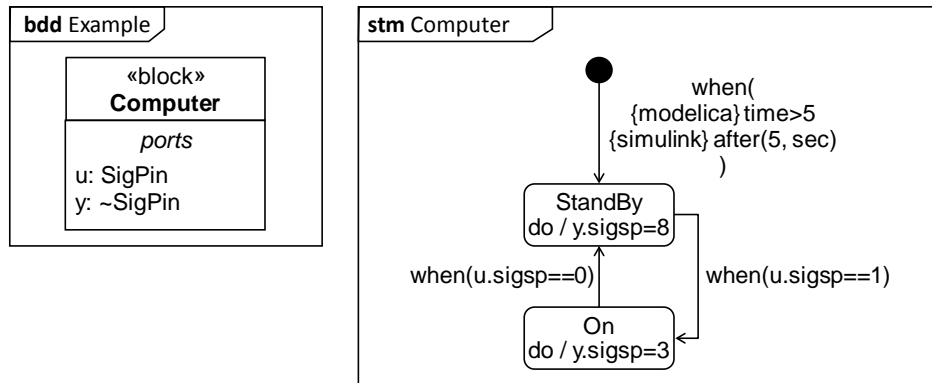 bdd Example
«block»
Computer
ports
u: SigPin
y: ~SigPin
stm Computer
when(
{modelica} time>5
{simulink} after(5, sec)
)
StandBy
do / y.sigsp=8
when(u.sigsp==0)
when(u.sigsp==1)
On
do / y.sigsp=3